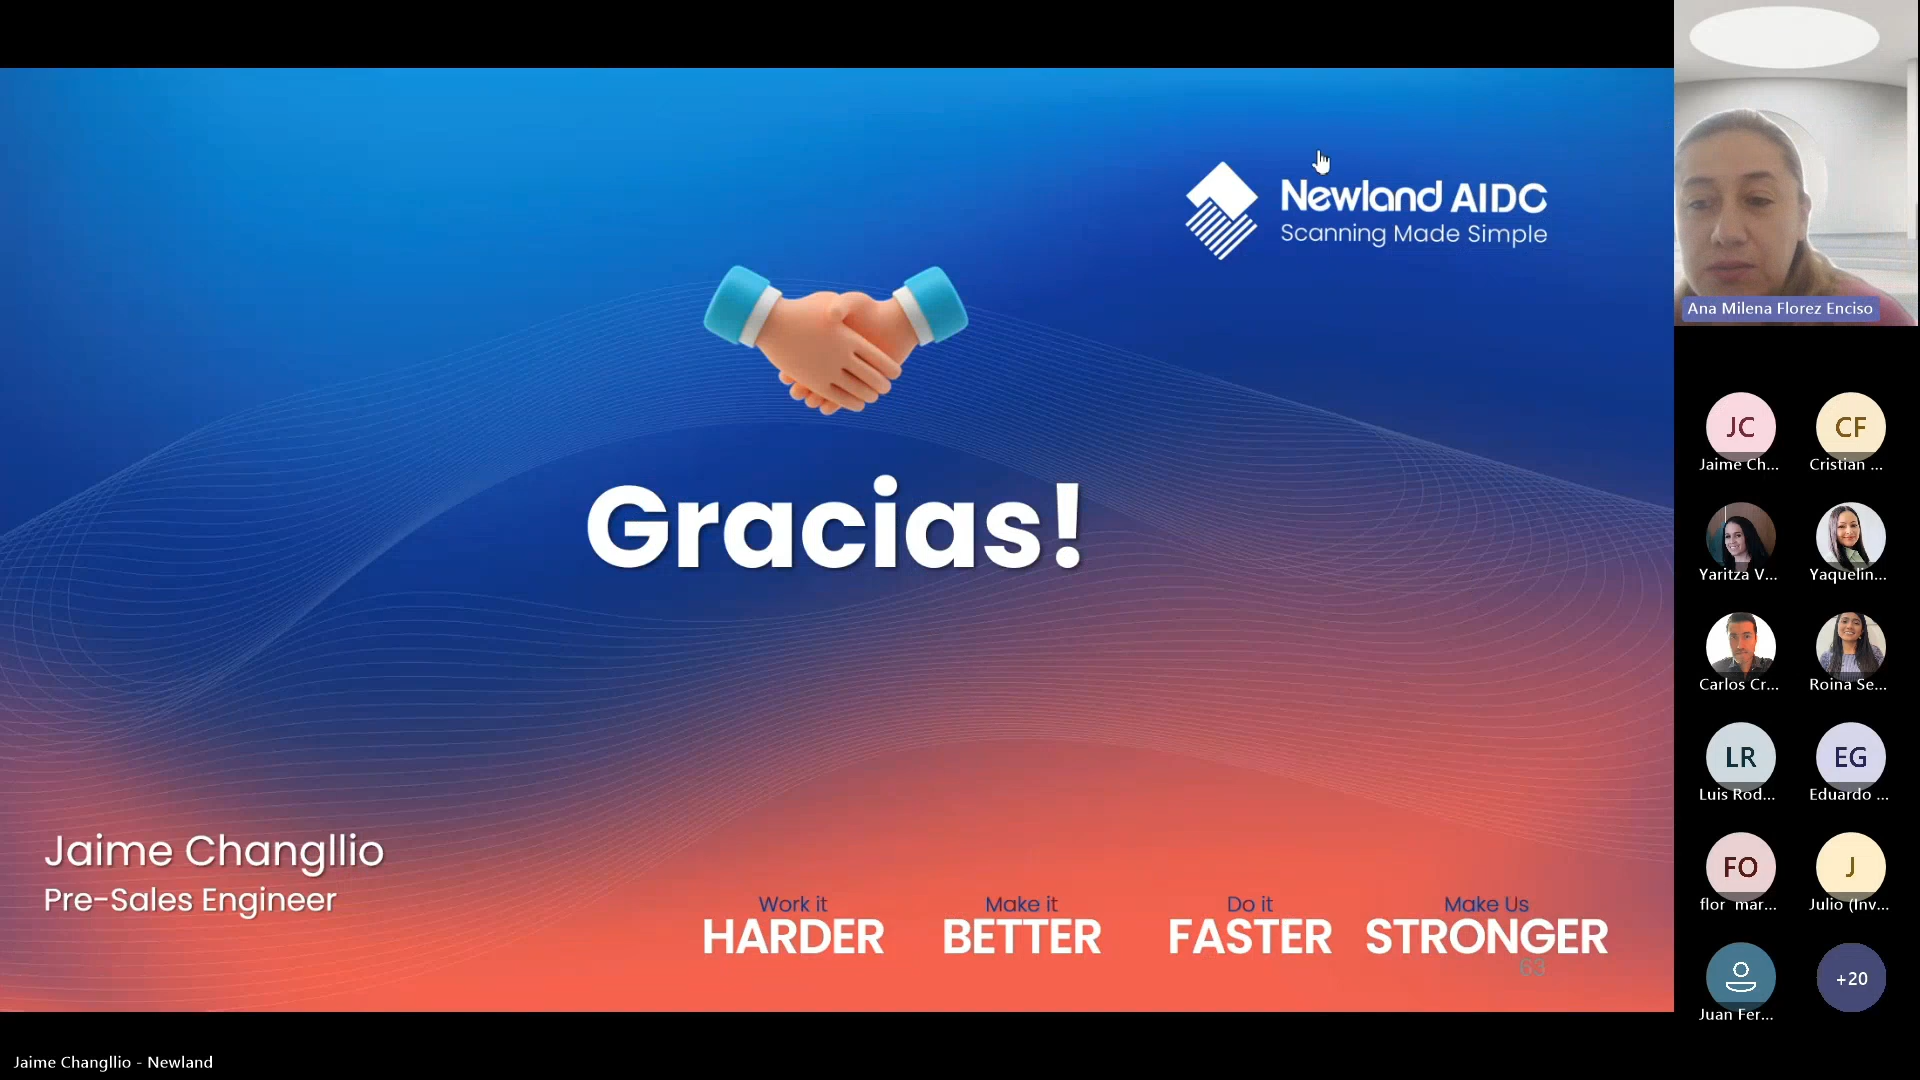 Newland AIDC
Scanning Made Simple
Gracias!
Jaime Changllio
Pre-Sales Engineer
Work it
HARDER
Make it
BETTER
Do it
FASTER
Make Us
STRONGER
63
Ana Milena Florez Enciso
JC
Jaime Ch...
CF
Cristian ...
Yaritza V...
Yaquelin...
Carlos Cr...
Roina Se...
LR
Luis Rod...
EG
Eduardo ...
FO
flor mar...
J
Julio (Inv...
Juan Fer...
+20
Jaime Changllio - Newland